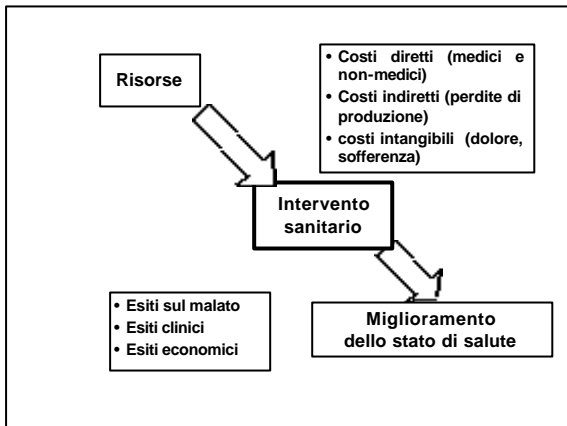 Risorse
• Costi diretti (medici e
non-medici)
• Costi indiretti (perdite di
produzione)
• costi intangibili (dolore,
sofferenza)
Intervento
sanitario
• Esiti sul malato
• Esiti clinici
• Esiti economici
Miglioramento
dello stato di salute